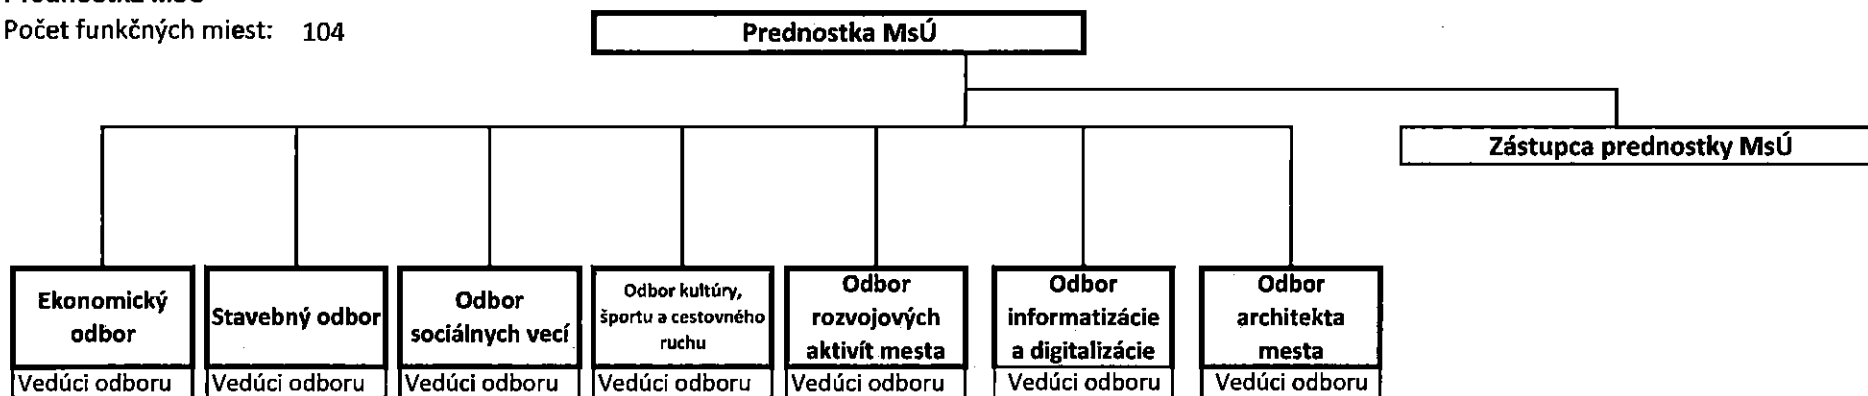 Počet funkčných miest: 104
Prednostka MsÚ
Zástupca prednostky MsÚ
Ekonomický
odbor
Vedúci odboru
Stavebný odbor
Vedúci odboru
Odbor
sociálnych vecí
Vedúci odboru
Odbor kultúry,
športu a cestovného
ruchu
Vedúci odboru
Odbor
rozvojových
aktivít mesta
Vedúci odboru
Odbor
informatizácie
a digitalizácie
Vedúci odboru
Odbor
architekta
mesta
Vedúci odboru